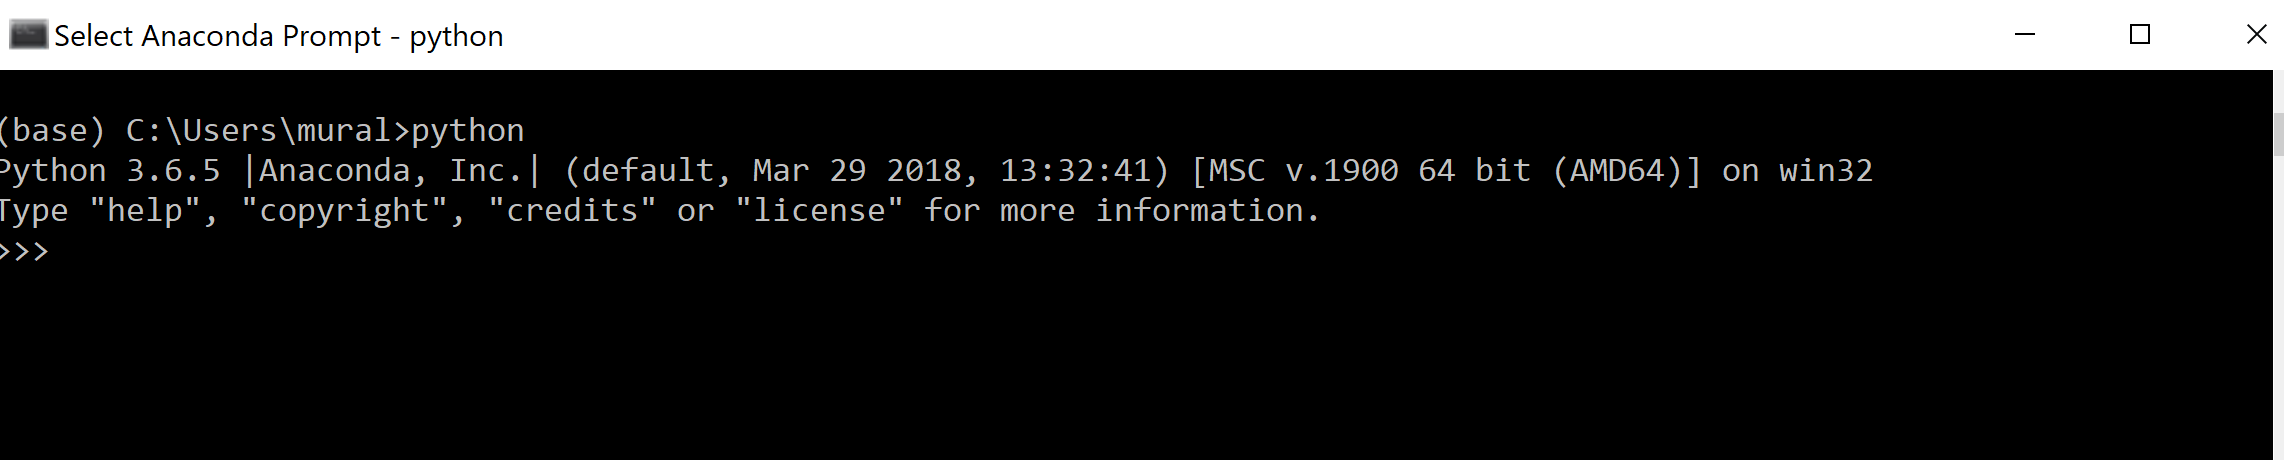 Select Anaconda Prompt - python
(base) C:\Users\mural>python
Python 3.6.5 |Anaconda, Inc.| (default, Mar 29 2018, 13:32:41) [MSC v.1900 64 bit (AMD64)] on win32
Type "help", "copyright", "credits" or "license" for more information.
>>>